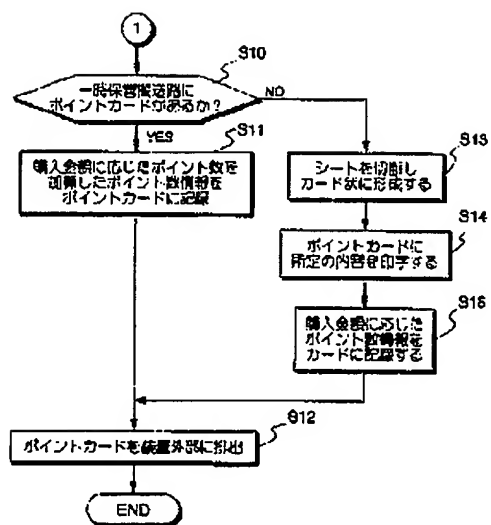 1
S10
一時保管搬送路に
ポイントカードがあるか?
NO
YES
S11
購入金額に応じたポイント数を
加算したポイント数情報を
ポイントカードに記録
S13
シートを切断し
カード状に形成する
S14
ポイントカードに
所定の内容を印字する
S15
購入金額に応じた
ポイント数情報を
カードに記録する
S12
ポイントカードを装置外部に排出
END